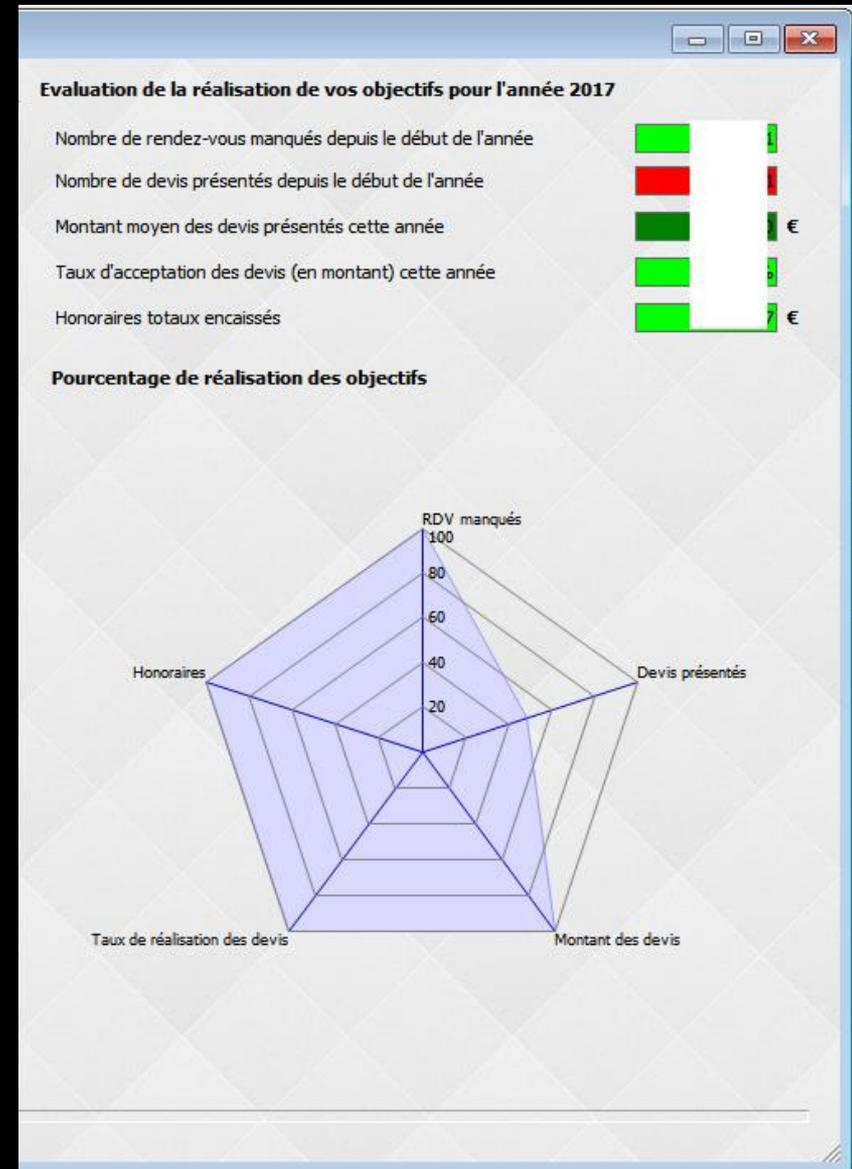 Evaluation de la réalisation de vos objectifs pour l'année 2017
Nombre de rendez-vous manqués depuis le début de l'année
Nombre de devis présentés depuis le début de l'année
Montant moyen des devis présentés cette année €
Taux d'acceptation des devis (en montant) cette année
Honoraires totaux encaissés 7 €
Pourcentage de réalisation des objectifs
RDV manqués
100
80
60
40
20
Honoraires
Devis présentés
Taux de réalisation des devis
Montant des devis